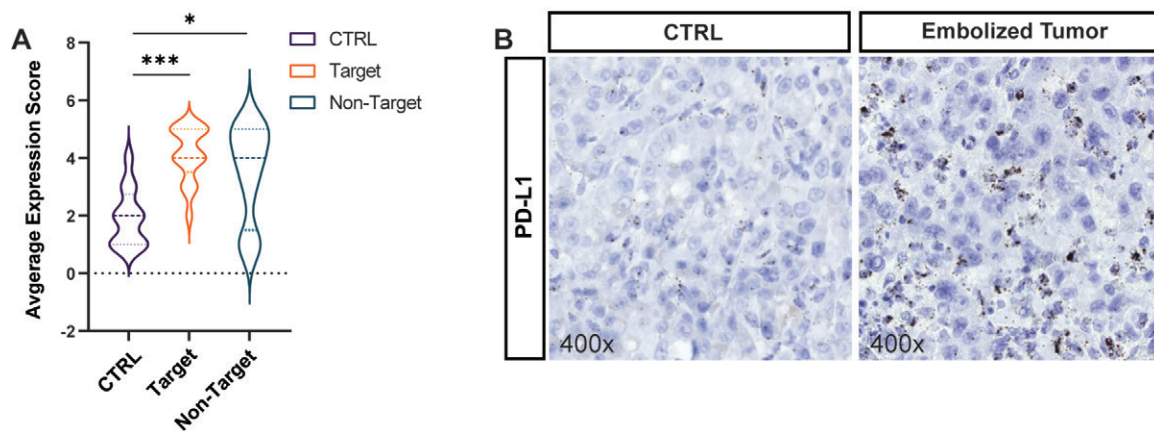 A
*
***
8
6
4
2
0
-2
Avgerage Expression Score
CTRL
Target
Non-Target
CTRL
Target
Non-Target
B
CTRL
Embolized Tumor
PD-L1
400x
400x